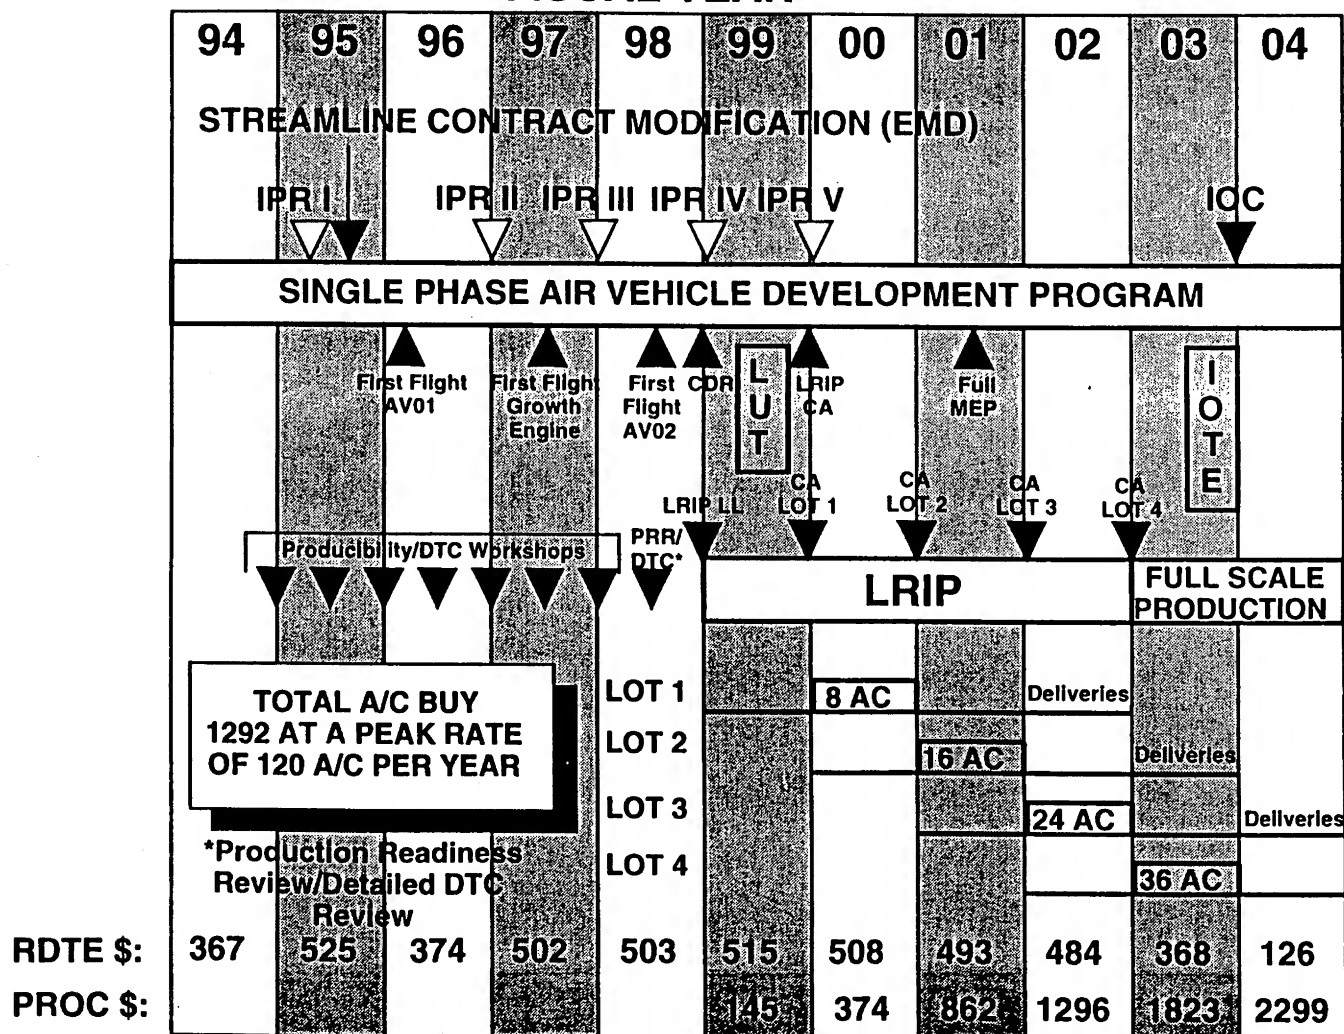 94 95 96 97 98 99 00 01 02 03 04
STREAMLINE CONTRACT MODIFICATION (EMD)
IPR I IPR II IPR III IPR IV IPR V IOC
SINGLE PHASE AIR VEHICLE DEVELOPMENT PROGRAM
First Flight
AV01
First Flight
Growth
Engine
First
Flight
AV02
CDR
LUT
LRIP
CA
Full
MEP
IOTE
LRIP LL
CA
LOT 1
CA
LOT 2
CA
LOT 3
CA
LOT 4
Producibility/DTC Workshops
PRR/
DTC*
LRIP
FULL SCALE
PRODUCTION
TOTAL A/C BUY
1292 AT A PEAK RATE
OF 120 A/C PER YEAR
LOT 1 8 AC Deliveries
LOT 2 16 AC Deliveries
LOT 3 24 AC Deliveries
LOT 4 36 AC
*Production Readiness
Review/Detailed DTC
Review
RDTE $: 367 525 374 502 503 515 508 493 484 368 126
PROC $: 145 374 862 1296 1823 2299